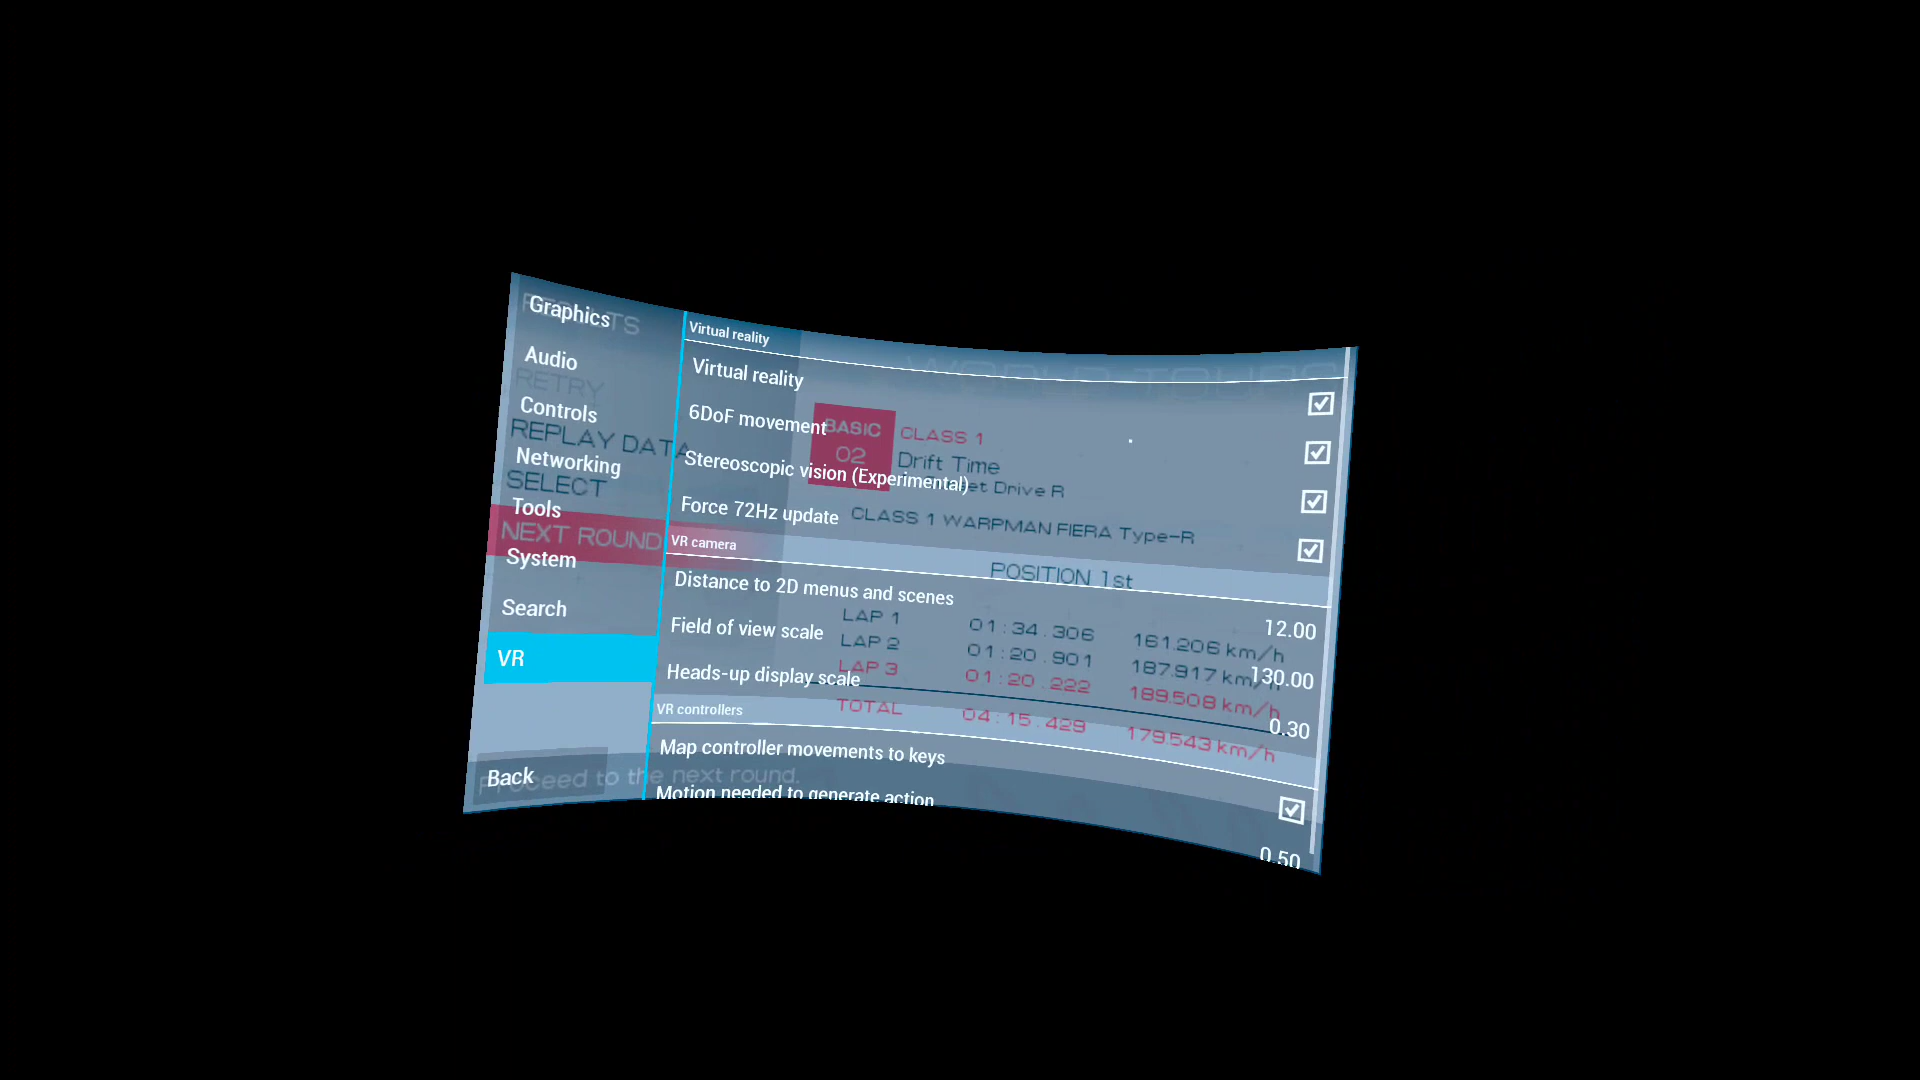 Graphics
Audio
Controls
Networking
Tools
System
Search
VR
Back
Virtual reality
Virtual reality
6DoF movement
Stereoscopic vision (Experimental)
Force 72Hz update
VR camera
Distance to 2D menus and scenes
12.00
Field of view scale
130.00
Heads-up display scale
0.30
VR controllers
Map controller movements to keys
Motion needed to generate action
0.50
RESULTS
RETRY
REPLAY DATA
SELECT
NEXT ROUND
WORLD TOUR
BASIC
02
CLASS 1
Drift Time
Drive R
CLASS 1 WARPMAN FIERA Type-R
POSITION 1st
LAP 1 01:34.306 161.206 km/h
LAP 2 01:20.901 187.917 km/h
LAP 3 01:20.222 189.508 km/h
TOTAL 04:15.429 179.543 km/h
Proceed to the next round.